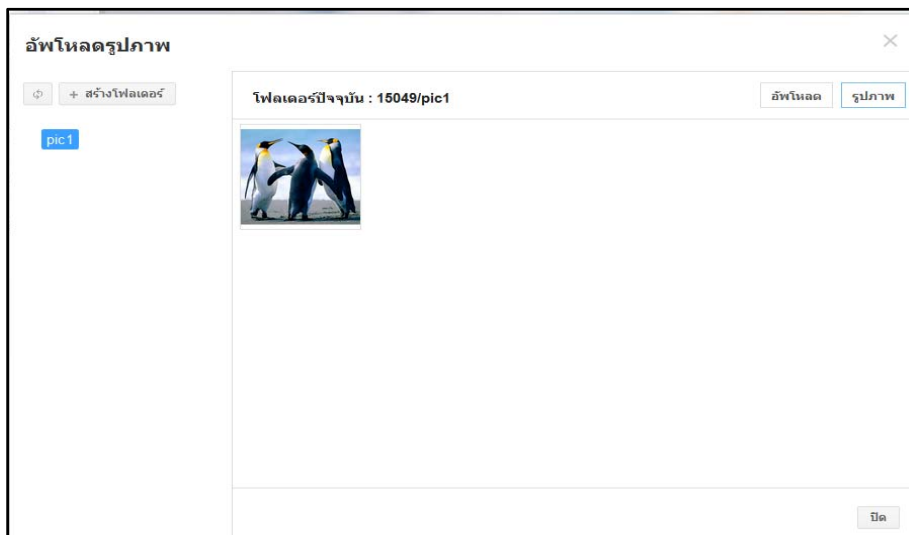 อัพโหลดรูปภาพ
+ สร้างโฟลเดอร์
โฟลเดอร์ปัจจุบัน : 15049/pic1
อัพโหลด
รูปภาพ
pic1
ปิด